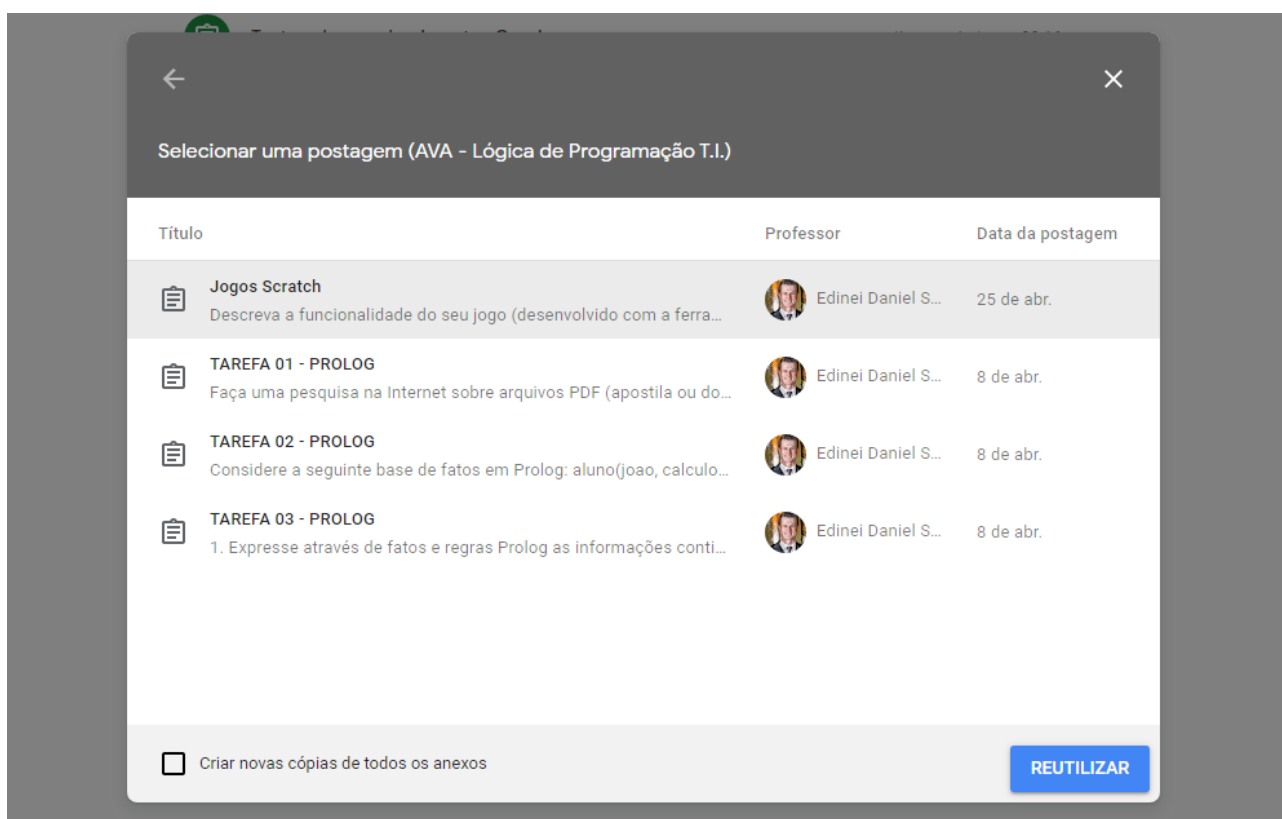 Selecionar uma postagem (AVA - Lógica de Programação T.I.)
Título Professor Data da postagem
Jogos Scratch
Descreva a funcionalidade do seu jogo (desenvolvido com a ferra...
Edinei Daniel S... 25 de abr.
TAREFA 01 - PROLOG
Faça uma pesquisa na Internet sobre arquivos PDF (apostila ou do...
Edinei Daniel S... 8 de abr.
TAREFA 02 - PROLOG
Considere a seguinte base de fatos em Prolog: aluno(joao, calculo...
Edinei Daniel S... 8 de abr.
TAREFA 03 - PROLOG
1. Expresse através de fatos e regras Prolog as informações conti...
Edinei Daniel S... 8 de abr.
Criar novas cópias de todos os anexos
REUTILIZAR